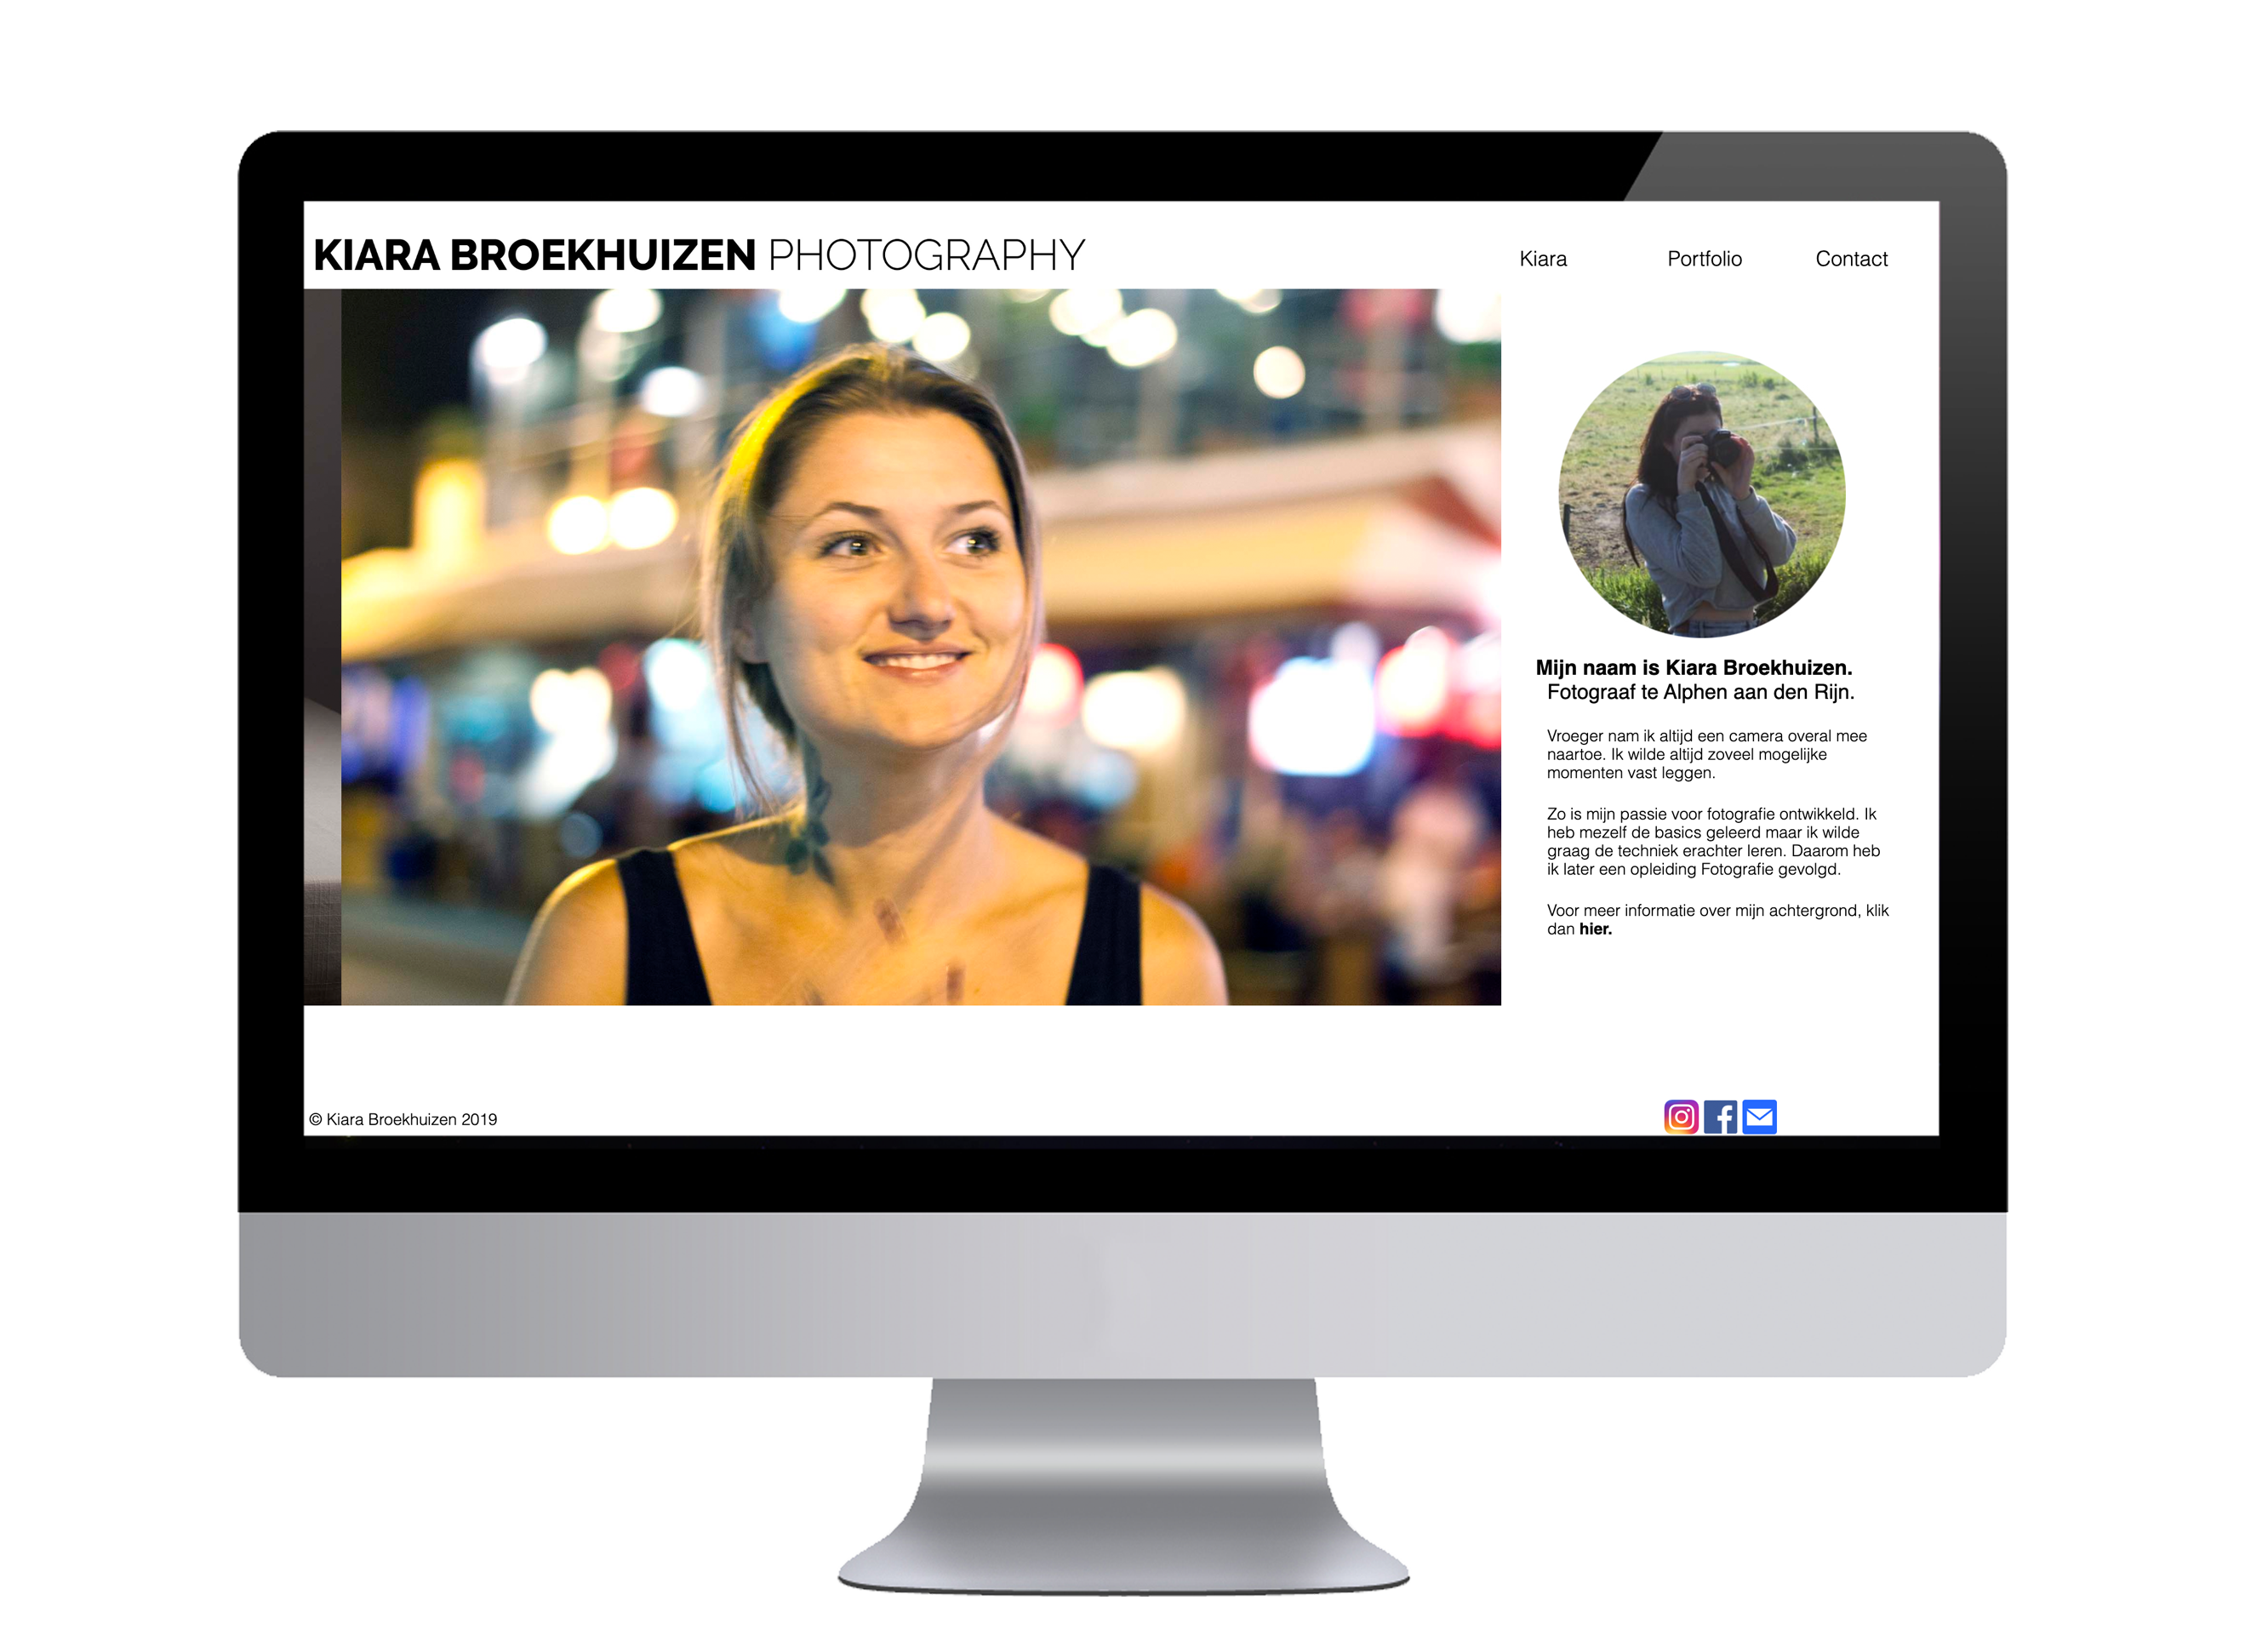 KIARA BROEKHUIZEN PHOTOGRAPHY
Kiara
Portfolio
Contact
Mijn naam is Kiara Broekhuizen.
Fotograaf te Alphen aan den Rijn.
Vroeger nam ik altijd een camera overal mee
naartoe. Ik wilde altijd zoveel mogelijke
momenten vast leggen.
Zo is mijn passie voor fotografie ontwikkeld. Ik
heb mezelf de basics geleerd maar ik wilde
graag de techniek erachter leren. Daarom heb
ik later een opleiding Fotografie gevolgd.
Voor meer informatie over mijn achtergrond, klik
dan hier.
© Kiara Broekhuizen 2019